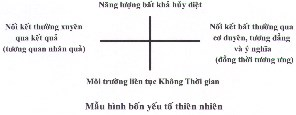 Năng lượng bất khả hủy diệt
Nối kết thường xuyên
qua kết quả
(tương quan nhân quả)
Nối kết bất thường qua
cơ duyên, tương đẳng
và ý nghĩa
(đồng thời tương ứng)
Môi trường liên tục Không Thời gian
Mẫu hình bốn yếu tố thiên nhiên